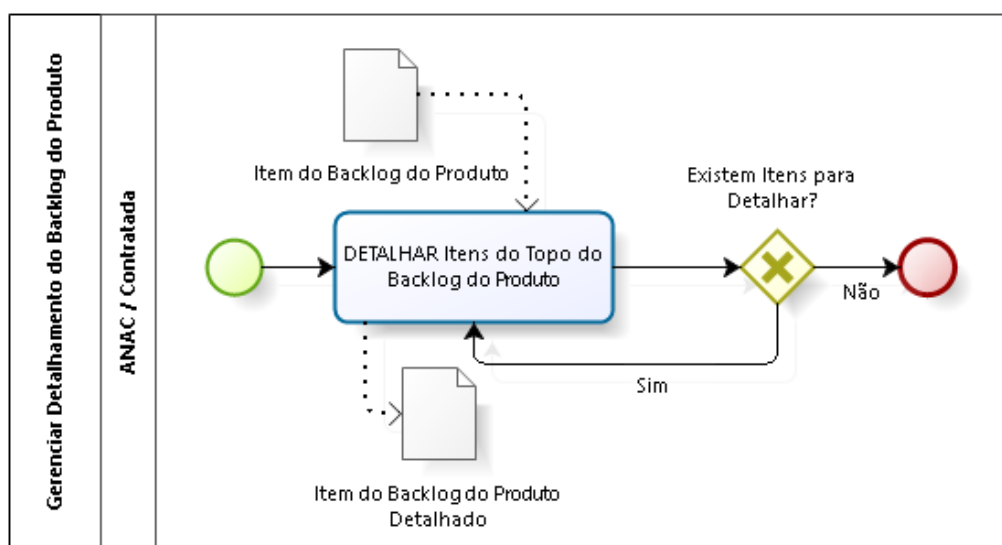 Gerenciar Detalhamento do Backlog do Produto
ANAC / Contratada
Item do Backlog do Produto
DETALHAR Itens do Topo do
Backlog do Produto
Existem Itens para
Detalhar?
Não
Sim
Item do Backlog do Produto
Detalhado